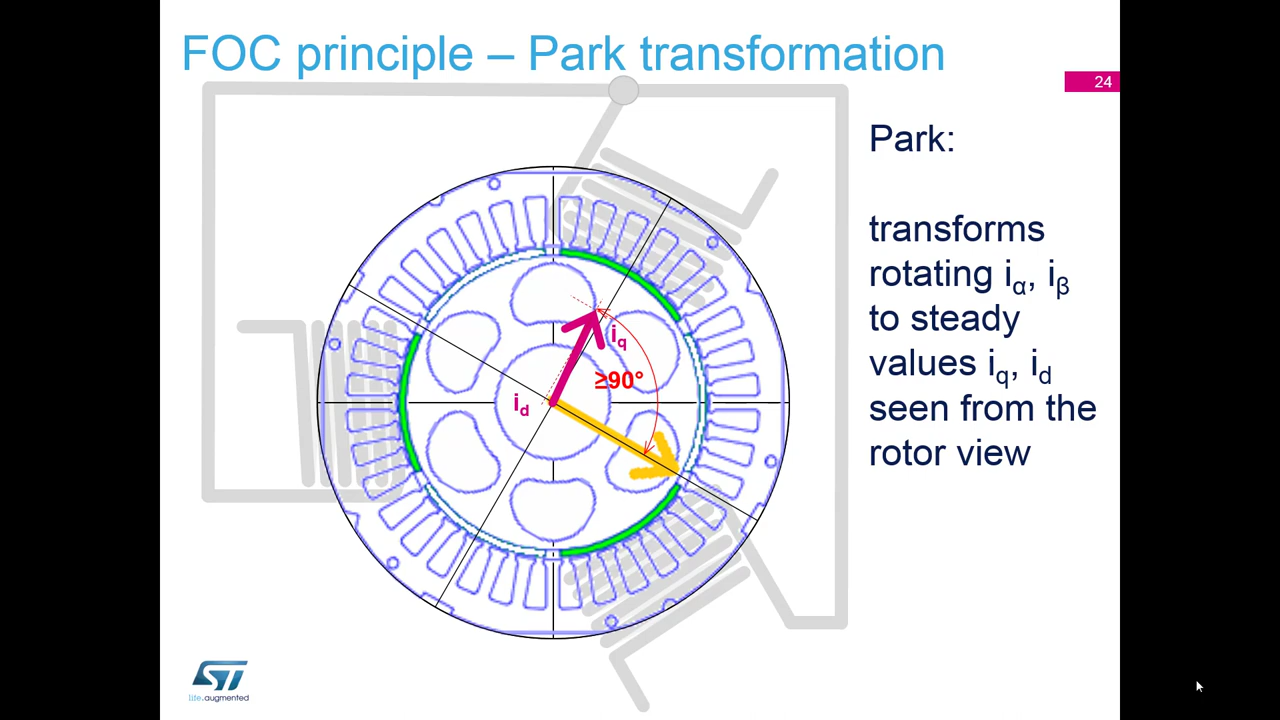 FOC principle – Park transformation
24
Park:
transforms
rotating iα, iβ
to steady
values iq, id
seen from the
rotor view
iq
≥90°
id
ST
life.augmented